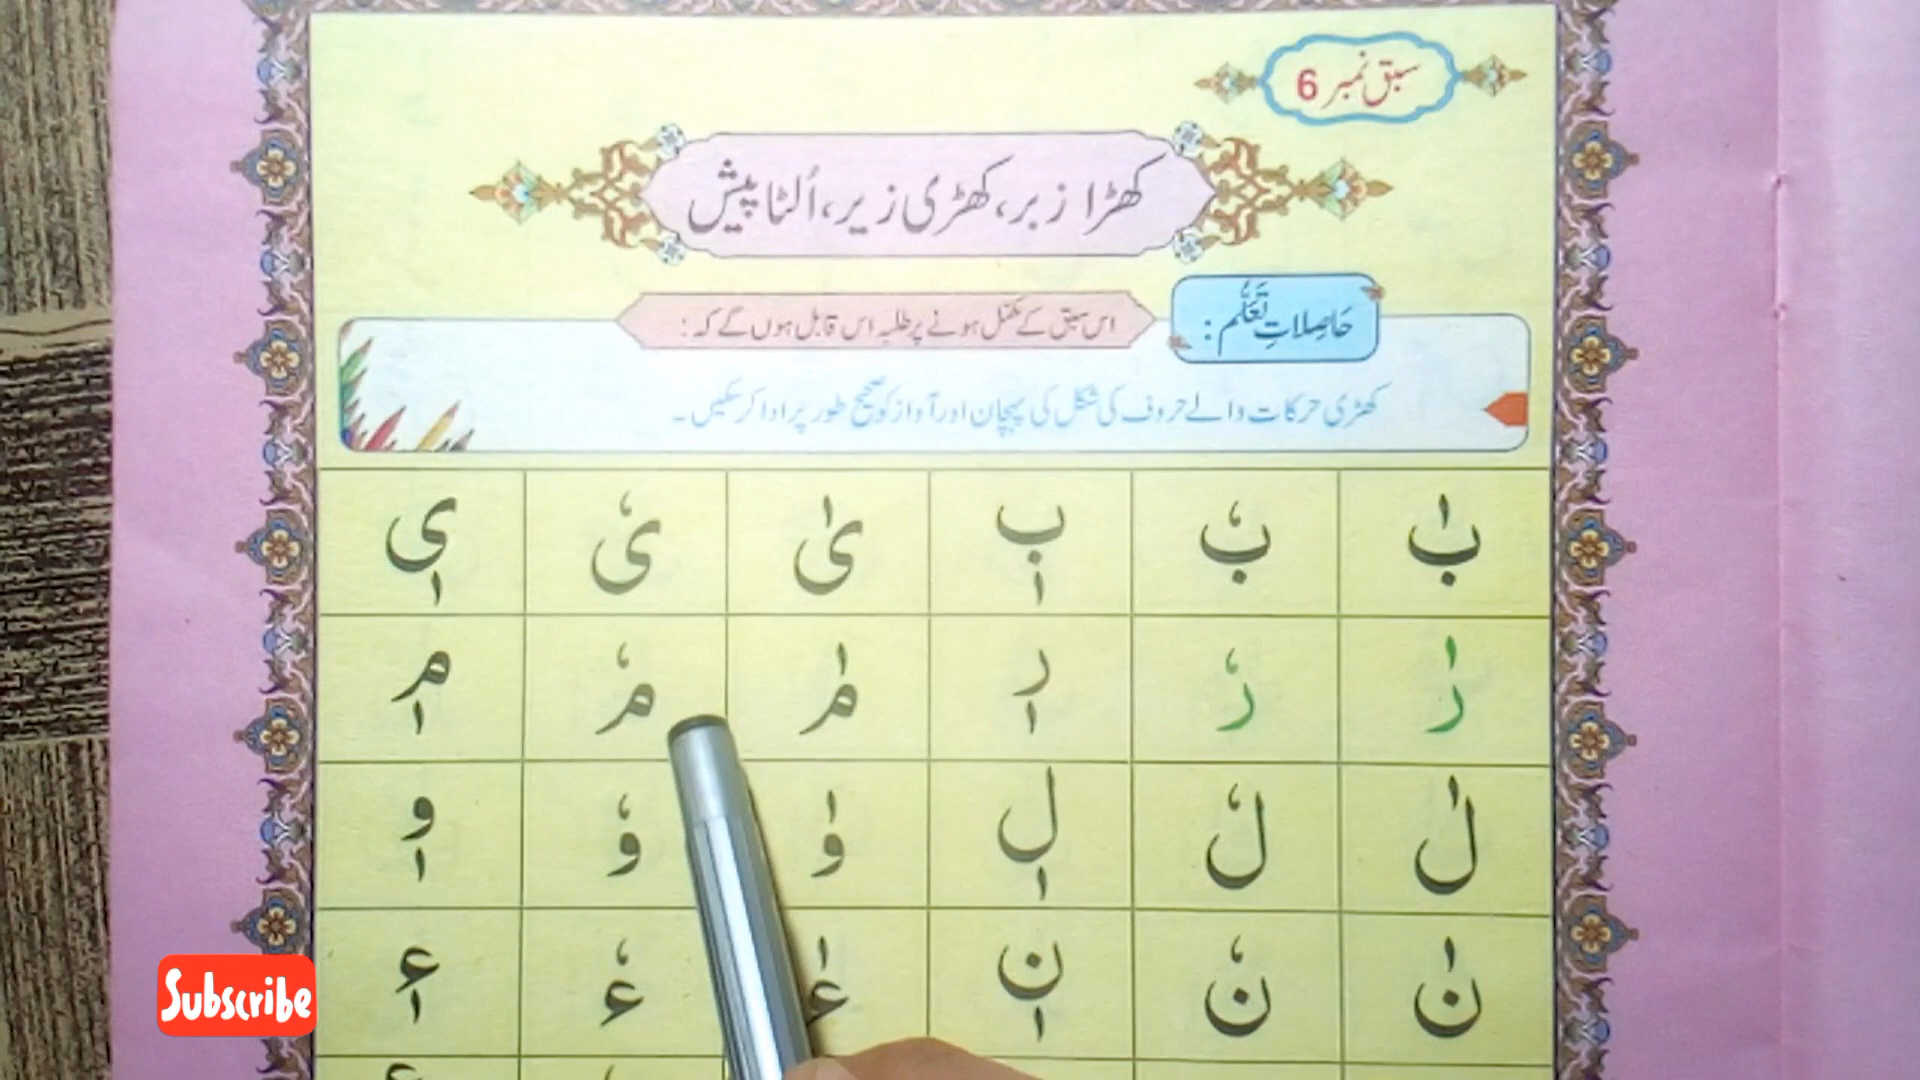 سبق نمبر 6
کھڑا زبر، کھڑی زیر، اُلٹا پیش
حَاصِلاتِ تَعَلُّم :
اس سبق کے مکمل ہونے پر طلبہ اس قابل ہوں گے کہ :
کھڑی حرکات والے حروف کی شکل کی پہچان اور آواز کو صحیح طور پر ادا کر سکیں۔
بٰ بٗ بٖ یٰ یٗ یٖ
رٰ رٗ رٖ مٰ مٗ مٖ
لٰ لٗ لٖ وٰ وٗ وٖ
نٰ نٗ نٖ ءٰ ءٗ ءٖ
Subscribe